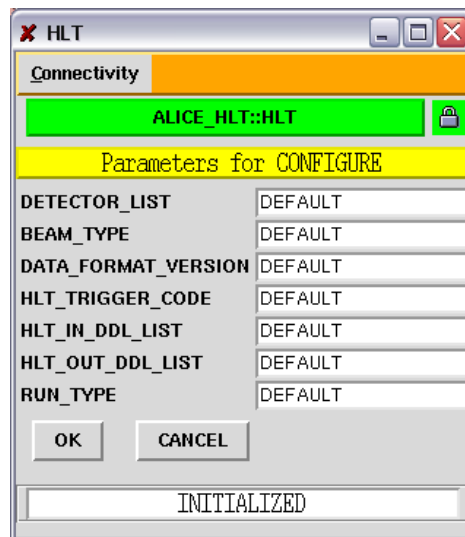 HLT
Connectivity
ALICE_HLT::HLT
Parameters for CONFIGURE
DETECTOR_LIST DEFAULT
BEAM_TYPE DEFAULT
DATA_FORMAT_VERSION DEFAULT
HLT_TRIGGER_CODE DEFAULT
HLT_IN_DDL_LIST DEFAULT
HLT_OUT_DDL_LIST DEFAULT
RUN_TYPE DEFAULT
OK CANCEL
INITIALIZED